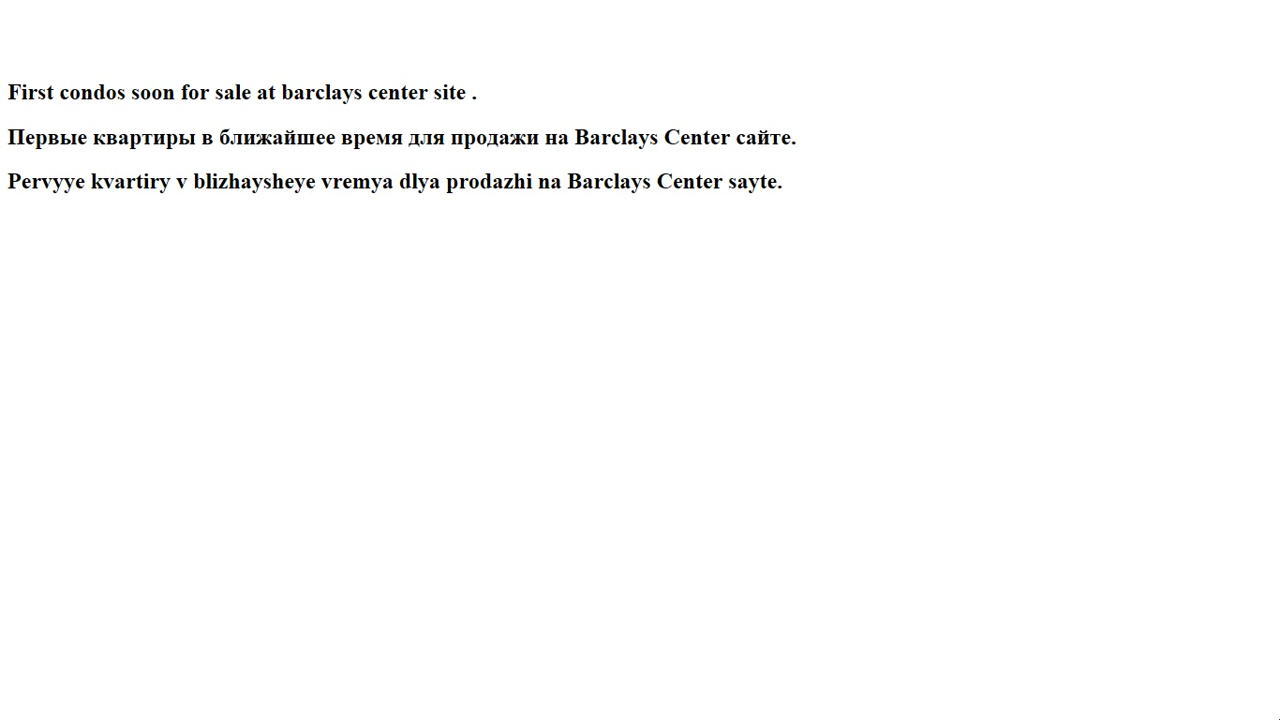 First condos soon for sale at barclays center site .
Первые квартиры в ближайшее время для продажи на Barclays Center сайте.
Pervyye kvartiry v blizhaysheye vremya dlya prodazhi na Barclays Center sayte.